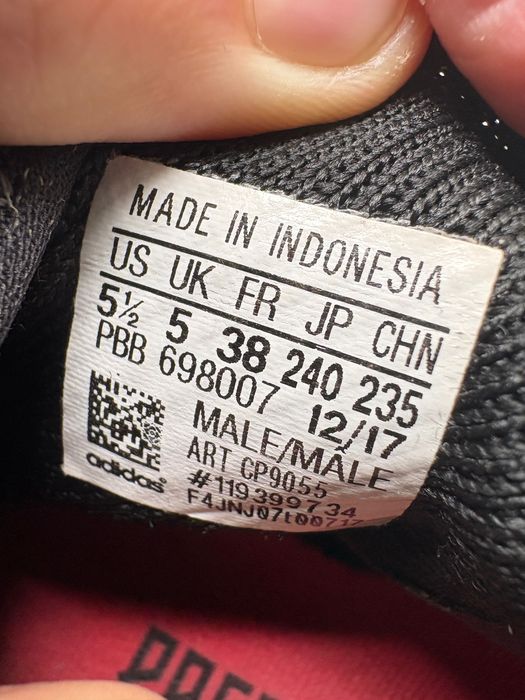 MADE IN INDONESIA
US UK FR JP CHN
5½ 5 38 240 235
PBB 698007 12/17
MALE/MÂLE
ART CP9055
#119399734
adidas®